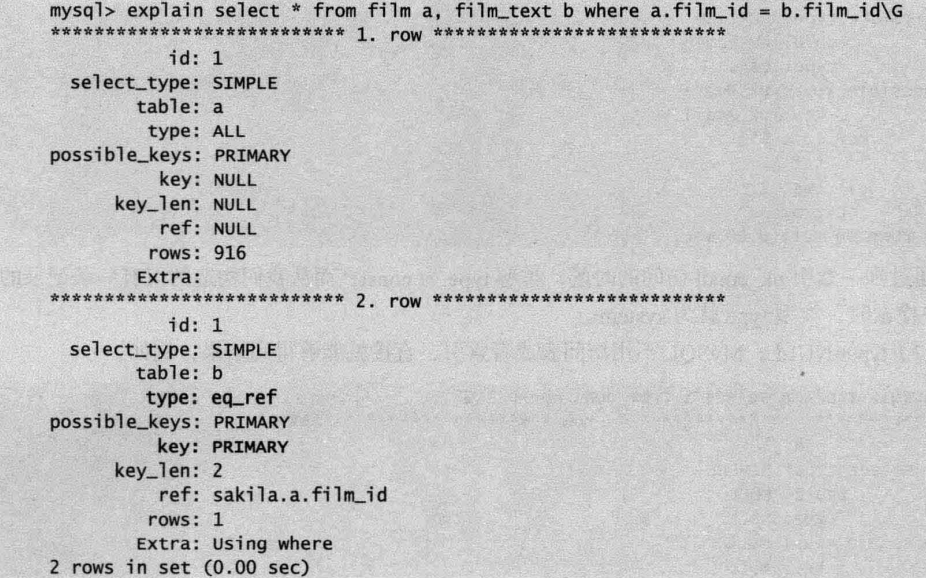 mysql> explain select * from film a, film_text b where a.film_id = b.film_id\G
*************************** 1. row ***************************
id: 1
select_type: SIMPLE
table: a
type: ALL
possible_keys: PRIMARY
key: NULL
key_len: NULL
ref: NULL
rows: 916
Extra:
*************************** 2. row ***************************
id: 1
select_type: SIMPLE
table: b
type: eq_ref
possible_keys: PRIMARY
key: PRIMARY
key_len: 2
ref: sakila.a.film_id
rows: 1
Extra: Using where
2 rows in set (0.00 sec)